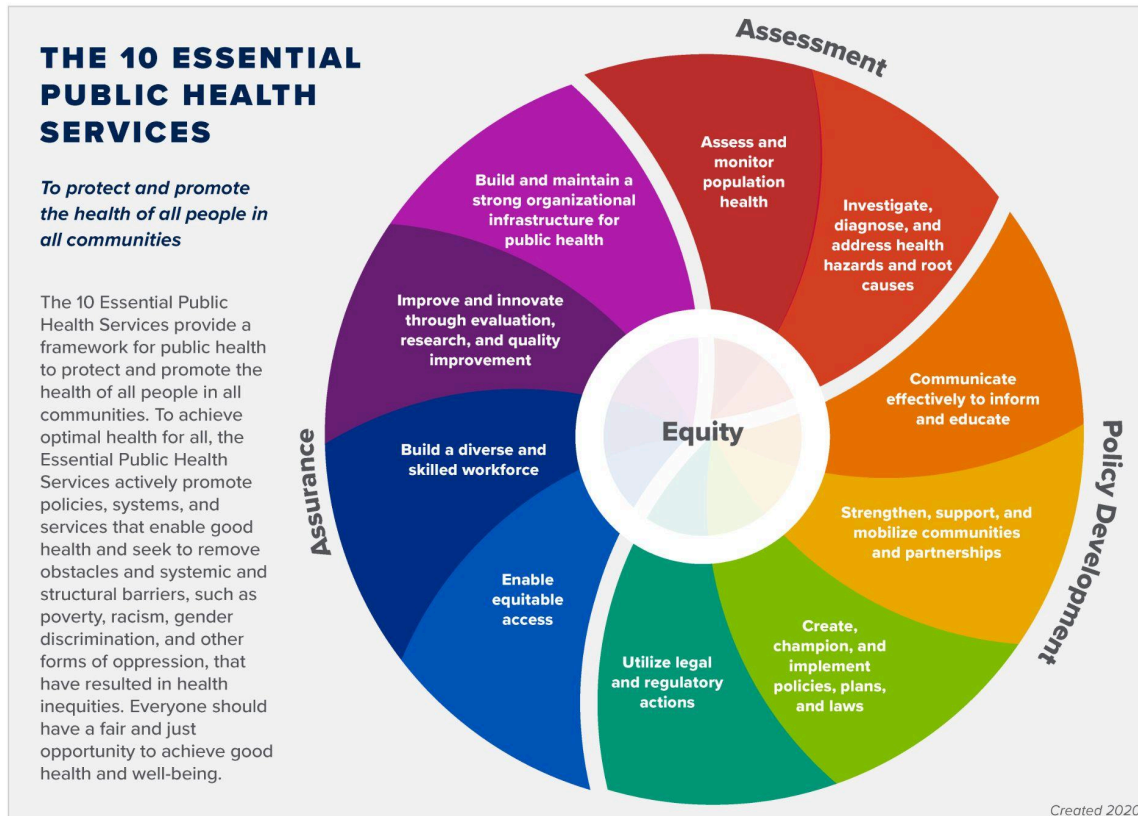 THE 10 ESSENTIAL
PUBLIC HEALTH
SERVICES
To protect and promote
the health of all people in
all communities
The 10 Essential Public
Health Services provide a
framework for public health
to protect and promote the
health of all people in all
communities. To achieve
optimal health for all, the
Essential Public Health
Services actively promote
policies, systems, and
services that enable good
health and seek to remove
obstacles and systemic and
structural barriers, such as
poverty, racism, gender
discrimination, and other
forms of oppression, that
have resulted in health
inequities. Everyone should
have a fair and just
opportunity to achieve good
health and well-being.
Assessment
Assess and
monitor
population
health
Investigate,
diagnose, and
address health
hazards and root
causes
Policy Development
Communicate
effectively to inform
and educate
Strengthen, support, and
mobilize communities
and partnerships
Create,
champion, and
implement
policies, plans,
and laws
Utilize legal
and regulatory
actions
Assurance
Enable
equitable
access
Build a diverse and
skilled workforce
Improve and innovate
through evaluation,
research, and quality
improvement
Build and maintain a
strong organizational
infrastructure for
public health
Equity
Created 2020